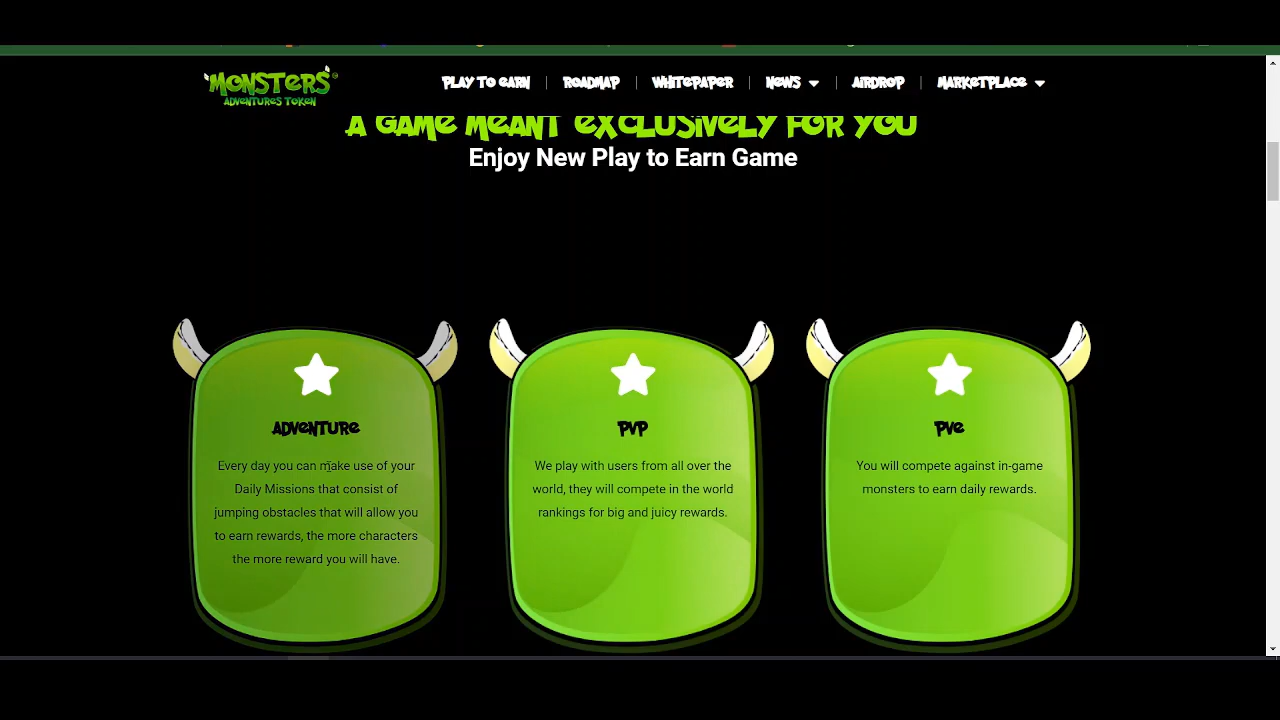 MONSTERS
ADVENTURES TOKEN
PLAY TO EARN
ROADMAP
WHITEPAPER
NEWS
AIRDROP
MARKETPLACE
A GAME MEANT EXCLUSIVELY FOR YOU
Enjoy New Play to Earn Game
ADVENTURE
Every day you can make use of your
Daily Missions that consist of
jumping obstacles that will allow you
to earn rewards, the more characters
the more reward you will have.
PVP
We play with users from all over the
world, they will compete in the world
rankings for big and juicy rewards.
PVE
You will compete against in-game
monsters to earn daily rewards.